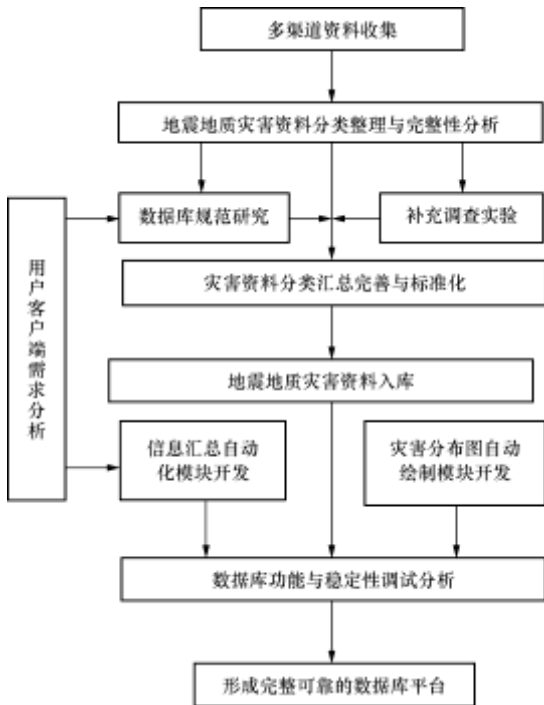 多渠道资料收集
地震地质灾害资料分类整理与完整性分析
数据库规范研究
补充调查实验
用户客户端需求分析
灾害资料分类汇总完善与标准化
地震地质灾害资料入库
信息汇总自动
化模块开发
灾害分布图自动
绘制模块开发
数据库功能与稳定性调试分析
形成完整可靠的数据库平台